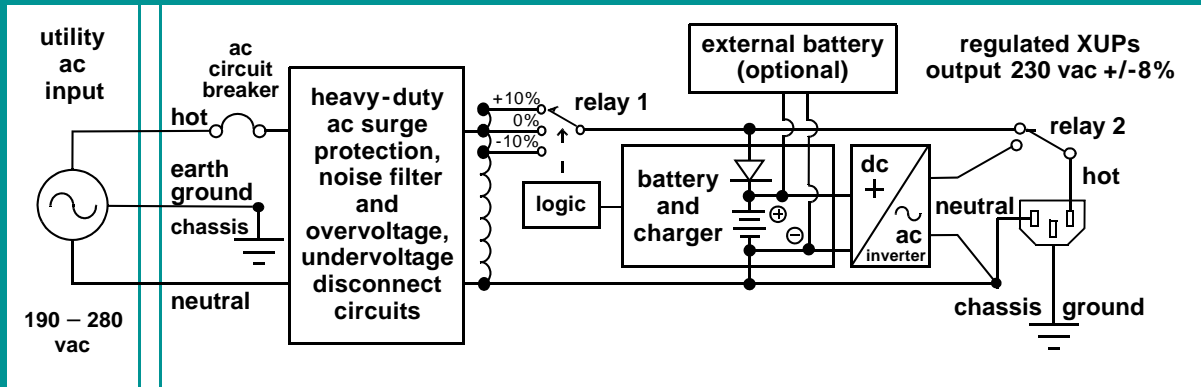 utility
ac
input
190 – 280
vac
ac
circuit
breaker
hot
earth
ground
chassis
neutral
heavy-duty
ac surge
protection,
noise filter
and
overvoltage,
undervoltage
disconnect
circuits
+10%
0%
-10%
relay 1
logic
external battery
(optional)
battery
and
charger
+
–
dc
+
ac
inverter
regulated XUPs
output 230 vac +/-8%
relay 2
hot
neutral
chassis ground